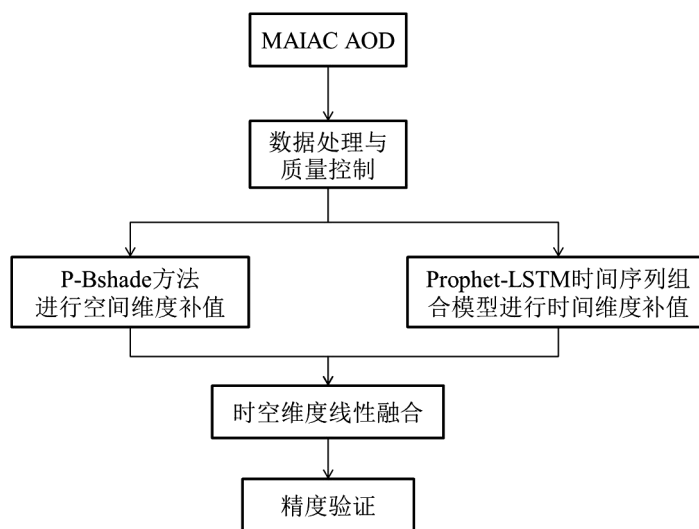 MAIAC AOD
数据处理与
质量控制
P-Bshade方法
进行空间维度补值
Prophet-LSTM时间序列组
合模型进行时间维度补值
时空维度线性融合
精度验证